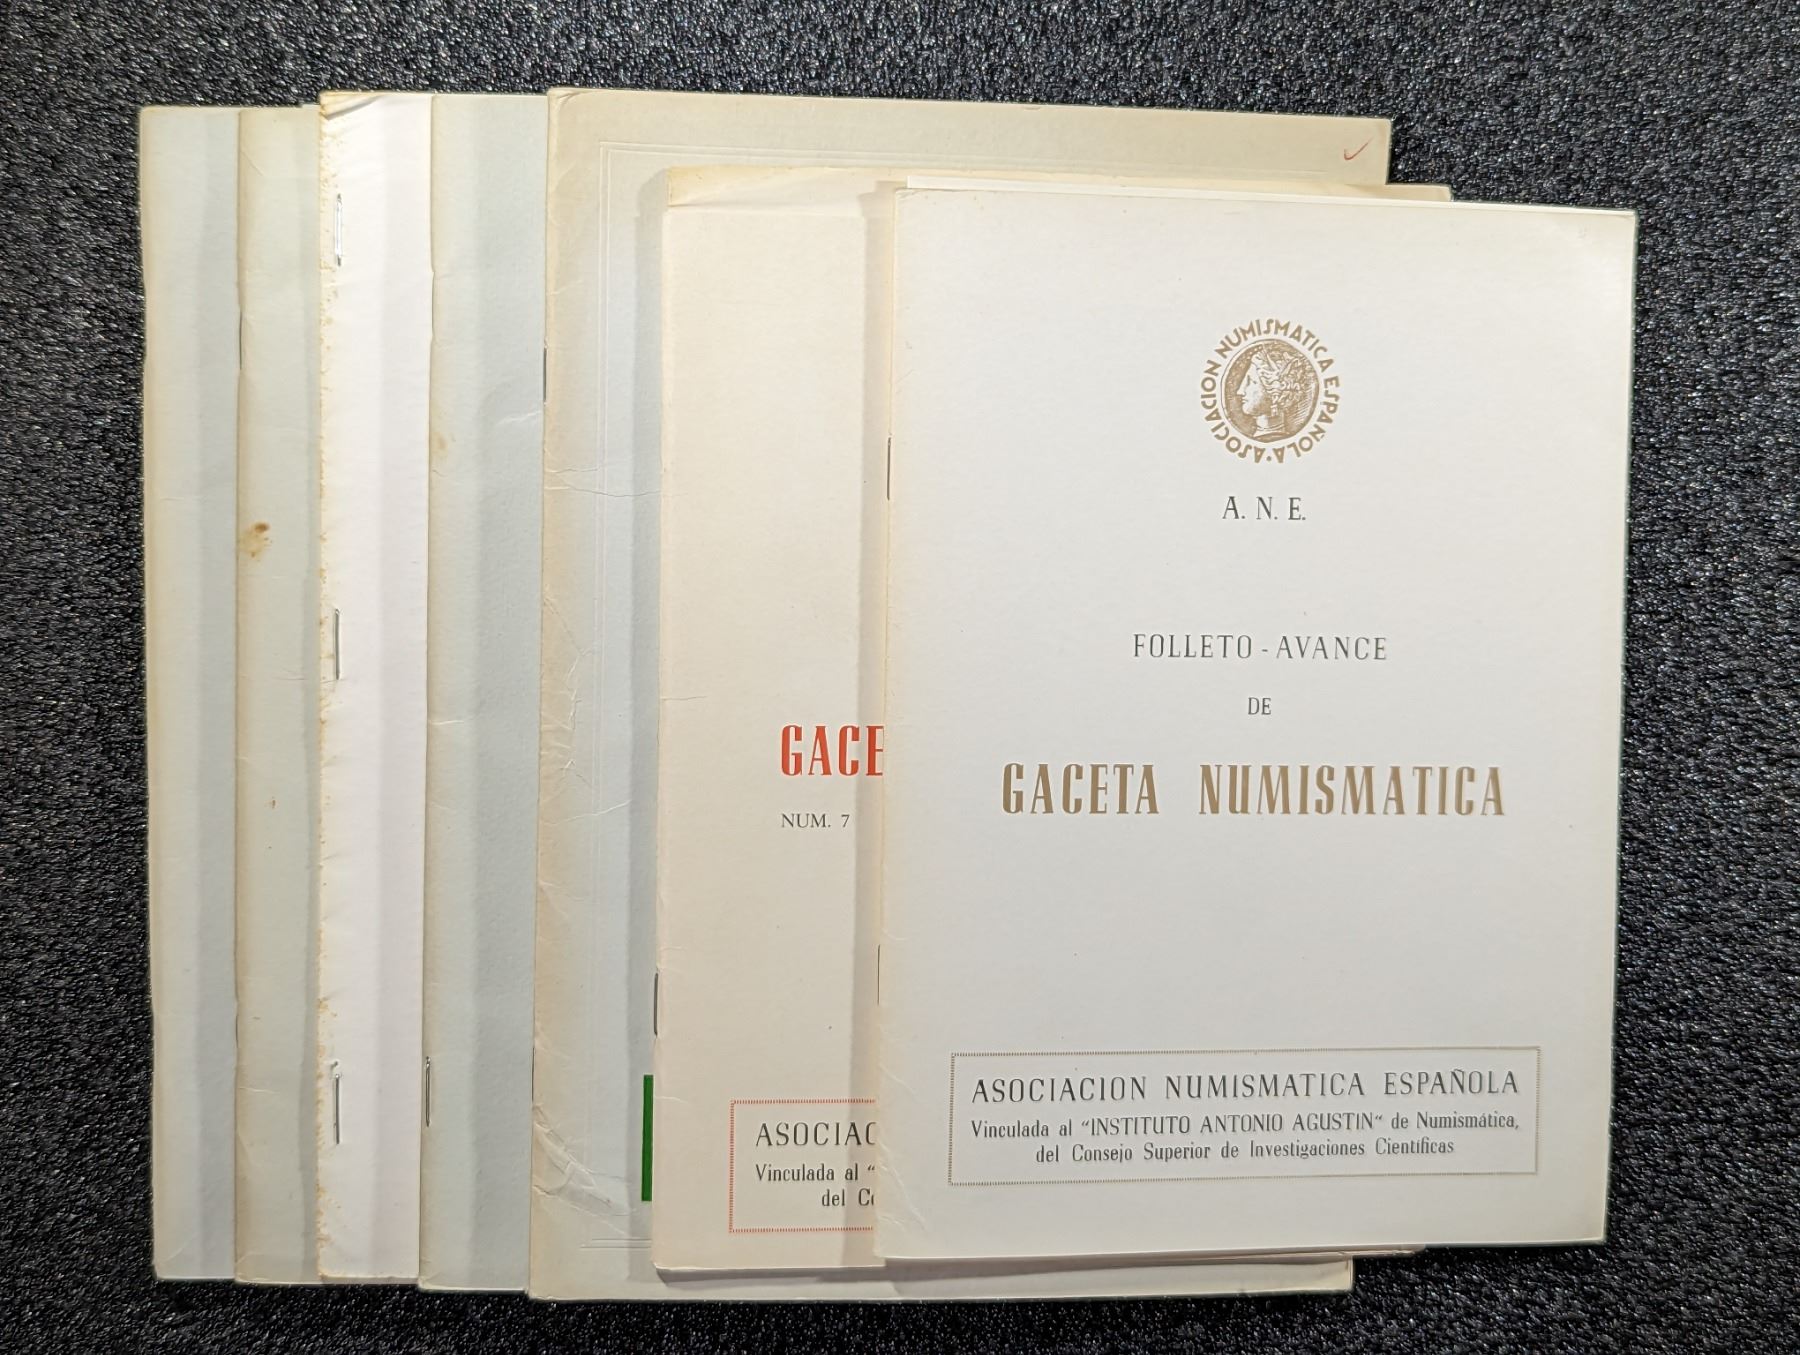 GACE
NUM. 7
ASOCIAC
Vinculada al "
del Co
ASOCIACION NUMISMATICA ESPAÑOLA
A. N. E.
FOLLETO - AVANCE
DE
GACETA NUMISMATICA
ASOCIACION NUMISMATICA ESPAÑOLA
Vinculada al "INSTITUTO ANTONIO AGUSTIN" de Numismática,
del Consejo Superior de Investigaciones Científicas